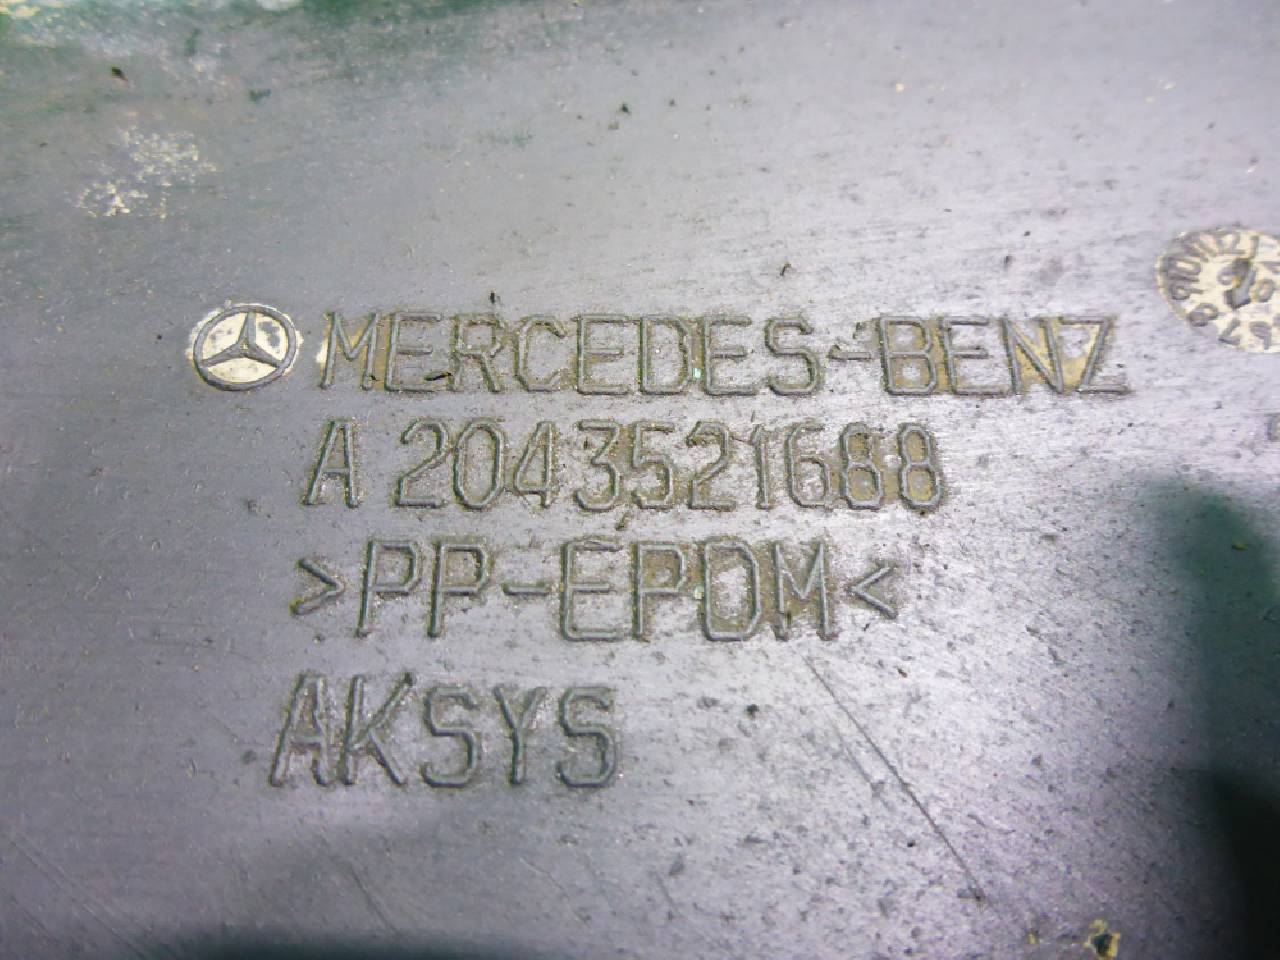 MERCEDES-BENZ
A 2043521688
>PP-EPDM<
AKSYS